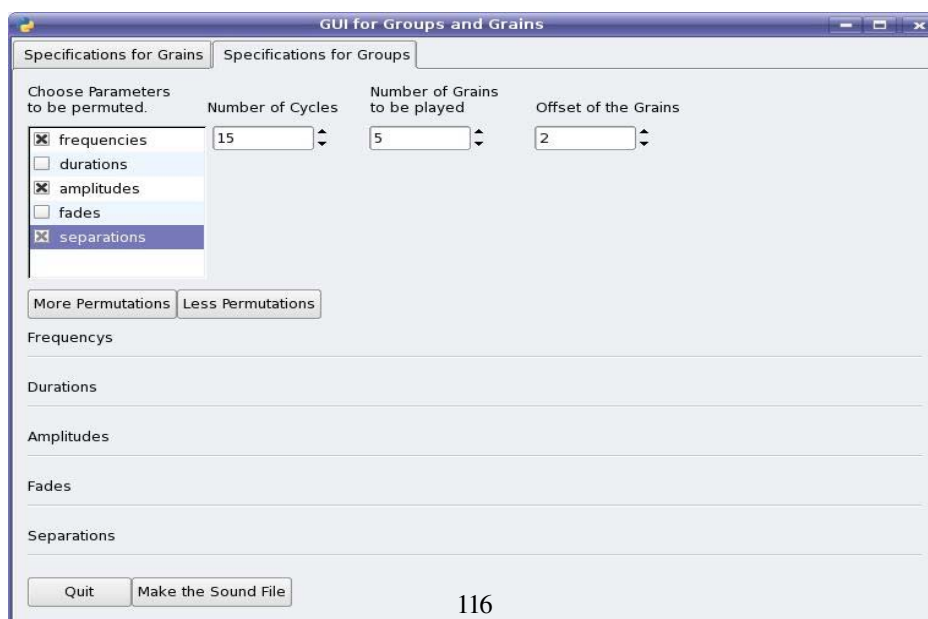 GUI for Groups and Grains
Specifications for Grains
Specifications for Groups
Choose Parameters
to be permuted.
Number of Cycles
Number of Grains
to be played
Offset of the Grains
frequencies
durations
amplitudes
fades
separations
15
5
2
More Permutations
Less Permutations
Frequencys
Durations
Amplitudes
Fades
Separations
Quit
Make the Sound File
116